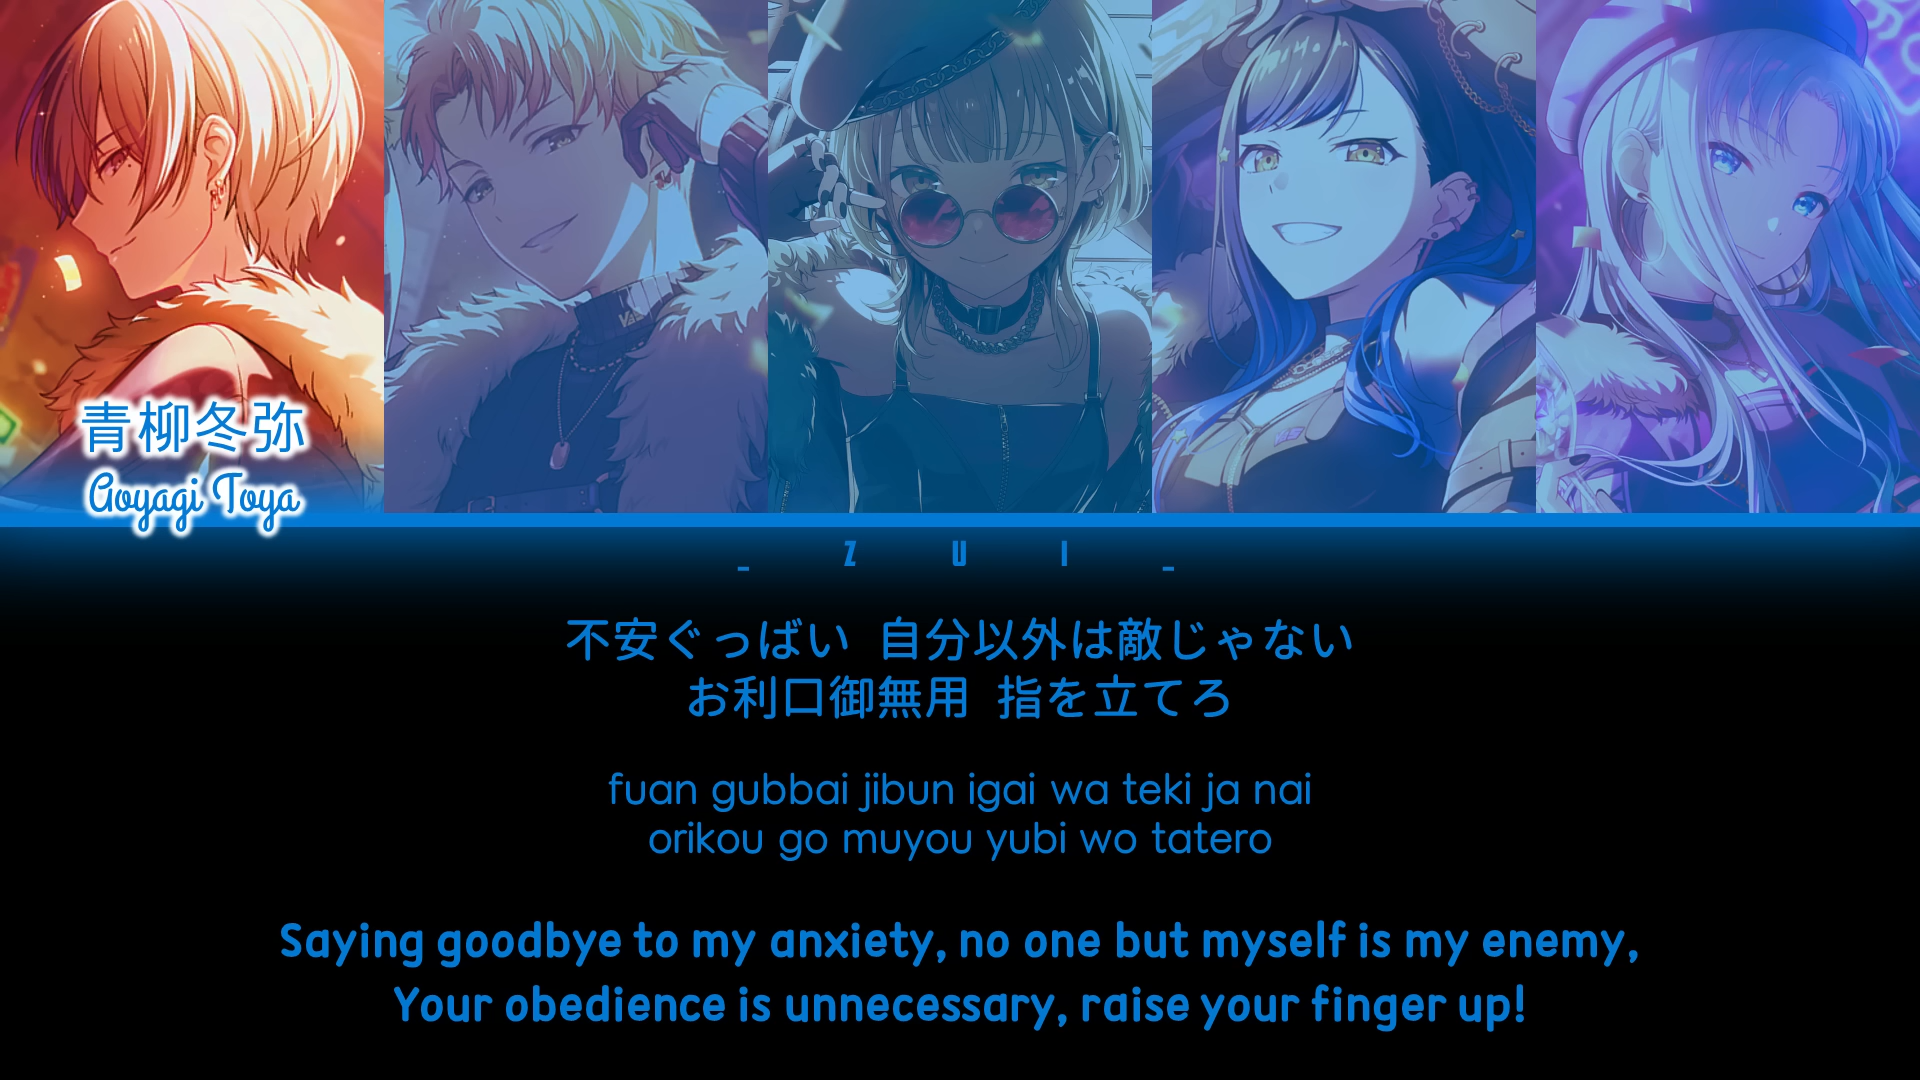 青柳冬弥
Aoyagi Toya
_ Z U I _
不安ぐっばい 自分以外は敵じゃない
お利口御無用 指を立てろ
fuan gubbai jibun igai wa teki ja nai
orikou go muyou yubi wo tatero
Saying goodbye to my anxiety, no one but myself is my enemy,
Your obedience is unnecessary, raise your finger up!